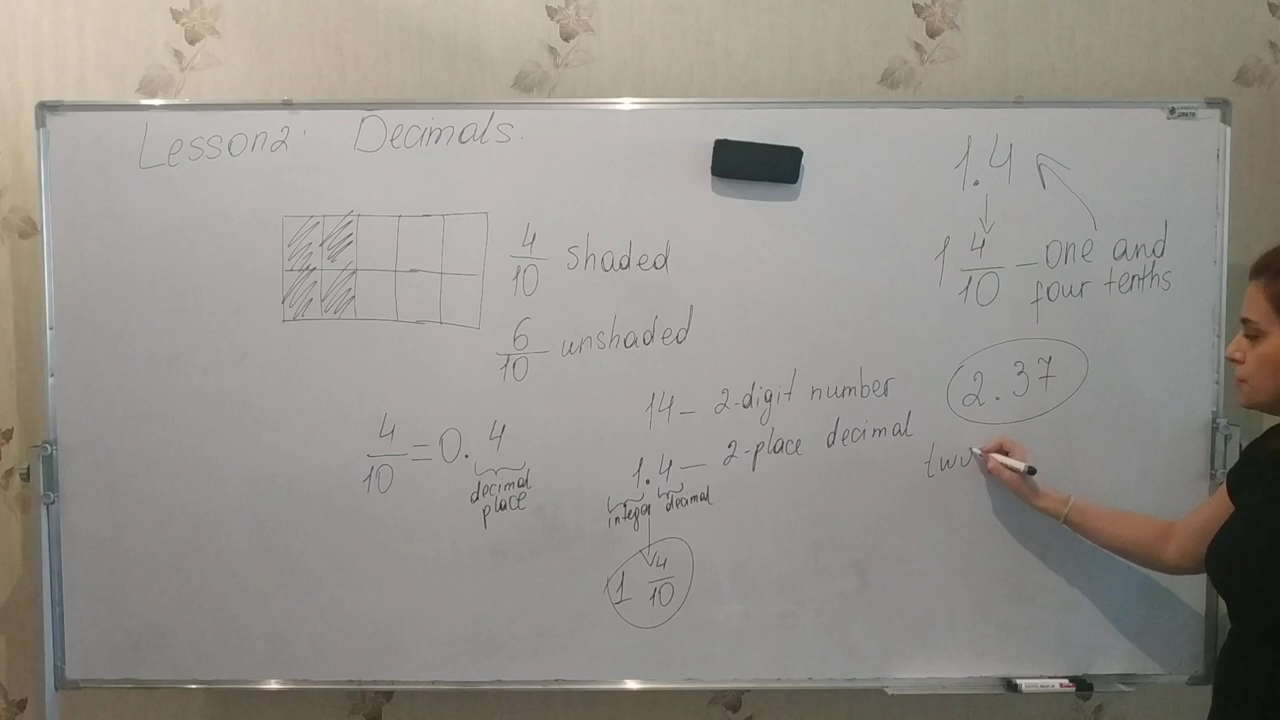 Lesson 2. Decimals.
4/10 shaded
6/10 unshaded
4/10 = 0.4
decimal
place
14 – 2-digit number
1.4 – 2-place decimal
integer decimal
1 4/10
1.4
1 4/10 – one and
four tenths
2.37
two